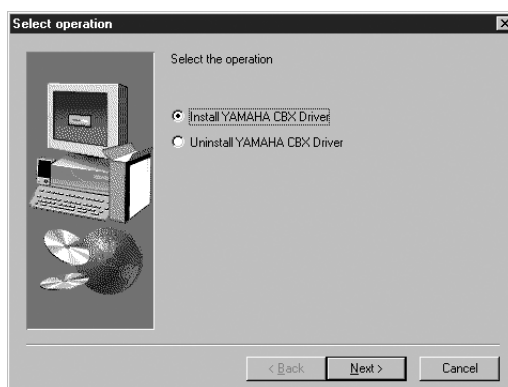 Select operation
Select the operation
Install YAMAHA CBX Driver
Uninstall YAMAHA CBX Driver
< Back
Next >
Cancel